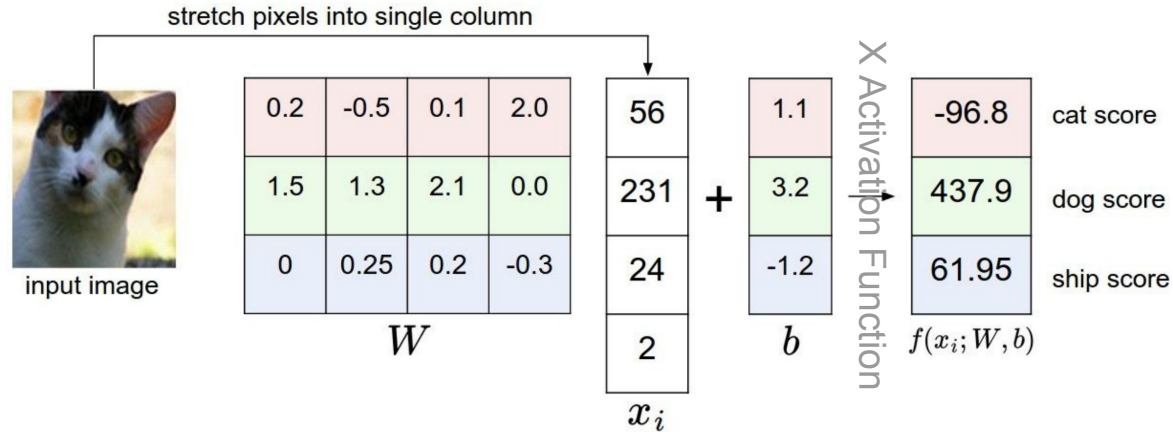 stretch pixels into single column
0.2 -0.5 0.1 2.0
1.5 1.3 2.1 0.0
0 0.25 0.2 -0.3
W
56
231
24
2
x_i
+
1.1
3.2
-1.2
b
X Activation Function
-96.8 cat score
437.9 dog score
61.95 ship score
f(x_i; W, b)
input image